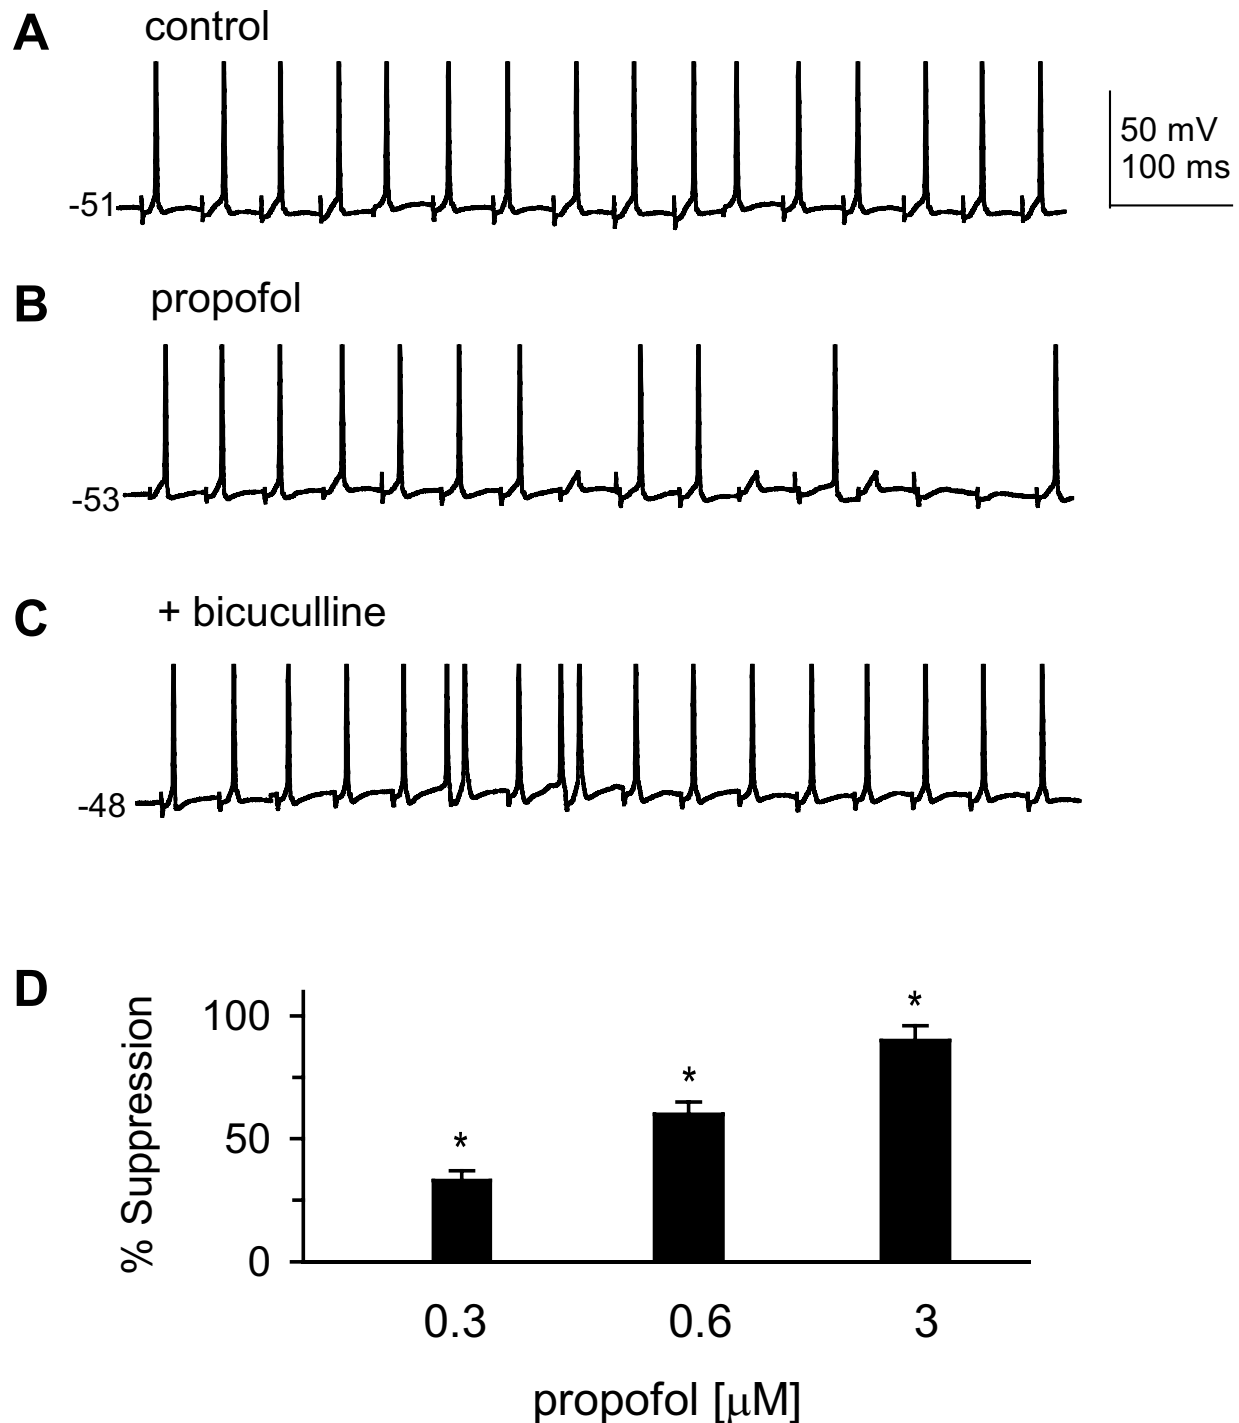 A
control
50 mV
100 ms
-51
B
propofol
-53
C
+ bicuculline
-48
D
% Suppression
100
*
*
50
*
0
0.3 0.6 3
propofol [μM]